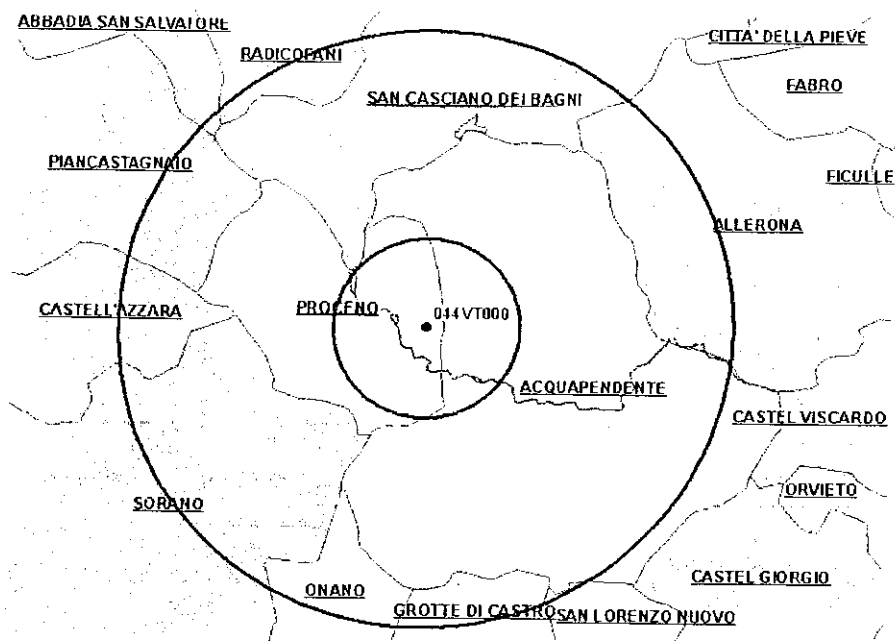 ABBADIA SAN SALVATORE
CITTA' DELLA PIEVE
RADICOFANI
FABRO
SAN CASCIANO DEI BAGNI
PIANCASTAGNAIO
FICULLE
ALLERONA
CASTELL'AZZARA
PROCENO
044VT000
ACQUAPENDENTE
CASTEL VISCARDO
ORVIETO
SORANO
CASTEL GIORGIO
ONANO
GROTTE DI CASTRO
SAN LORENZO NUOVO